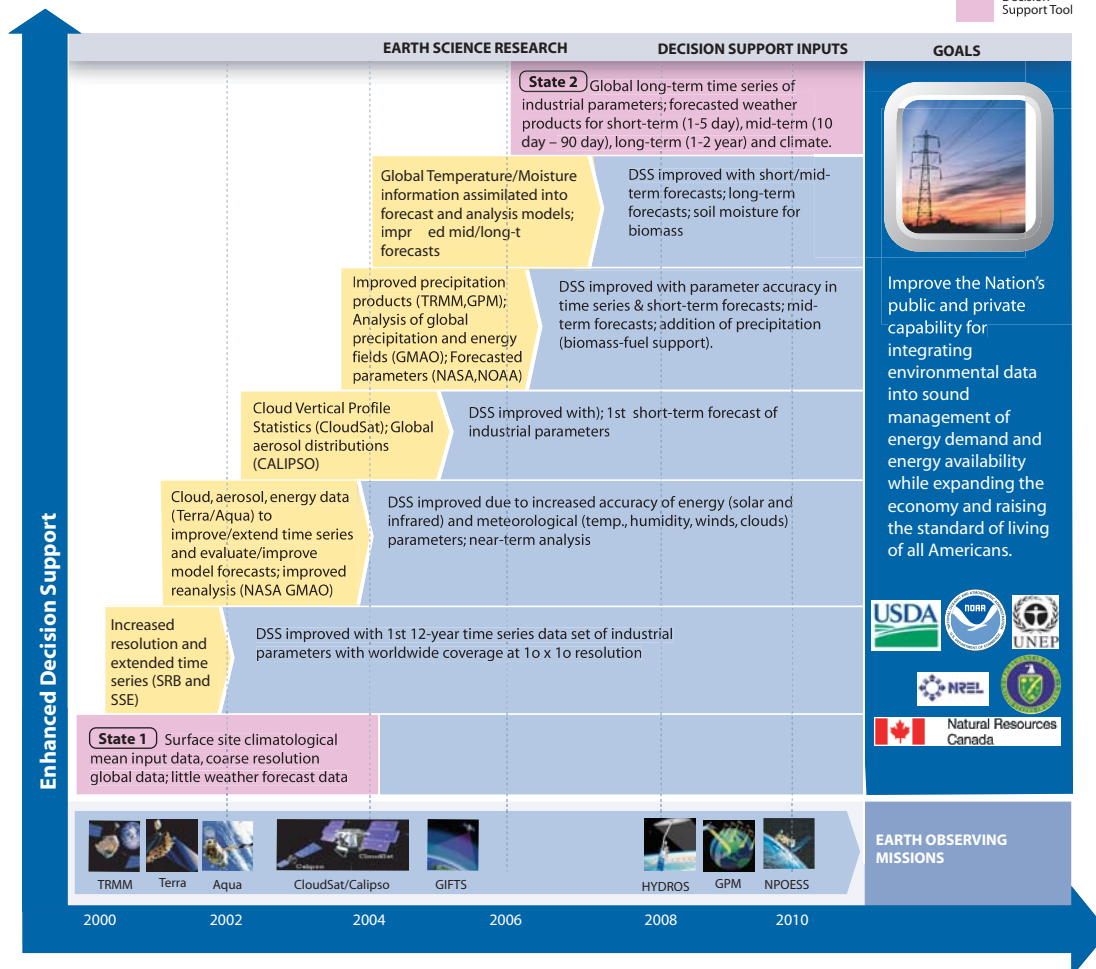 Support Tool
EARTH SCIENCE RESEARCH
DECISION SUPPORT INPUTS
GOALS
State 2 Global long-term time series of
industrial parameters; forecasted weather
products for short-term (1-5 day), mid-term (10
day – 90 day), long-term (1-2 year) and climate.
Global Temperature/Moisture
information assimilated into
forecast and analysis models;
impr ed mid/long-t
forecasts
DSS improved with short/mid-
term forecasts; long-term
forecasts; soil moisture for
biomass
Improved precipitation
products (TRMM,GPM);
Analysis of global
precipitation and energy
fields (GMAO); Forecasted
parameters (NASA,NOAA)
DSS improved with parameter accuracy in
time series & short-term forecasts; mid-
term forecasts; addition of precipitation
(biomass-fuel support).
Cloud Vertical Profile
Statistics (CloudSat); Global
aerosol distributions
(CALIPSO)
DSS improved with); 1st short-term forecast of
industrial parameters
Cloud, aerosol, energy data
(Terra/Aqua) to
improve/extend time series
and evaluate/improve
model forecasts; improved
reanalysis (NASA GMAO)
DSS improved due to increased accuracy of energy (solar and
infrared) and meteorological (temp., humidity, winds, clouds)
parameters; near-term analysis
Increased
resolution and
extended time
series (SRB and
SSE)
DSS improved with 1st 12-year time series data set of industrial
parameters with worldwide coverage at 1o x 1o resolution
State 1 Surface site climatological
mean input data, coarse resolution
global data; little weather forecast data
Enhanced Decision Support
Improve the Nation's
public and private
capability for
integrating
environmental data
into sound
management of
energy demand and
energy availability
while expanding the
economy and raising
the standard of living
of all Americans.
USDA
NOAA
UNEP
NREL
Natural Resources
Canada
Calipso
CloudSat
TRMM
Terra
Aqua
CloudSat/Calipso
GIFTS
HYDROS
GPM
NPOESS
EARTH OBSERVING
MISSIONS
2000
2002
2004
2006
2008
2010